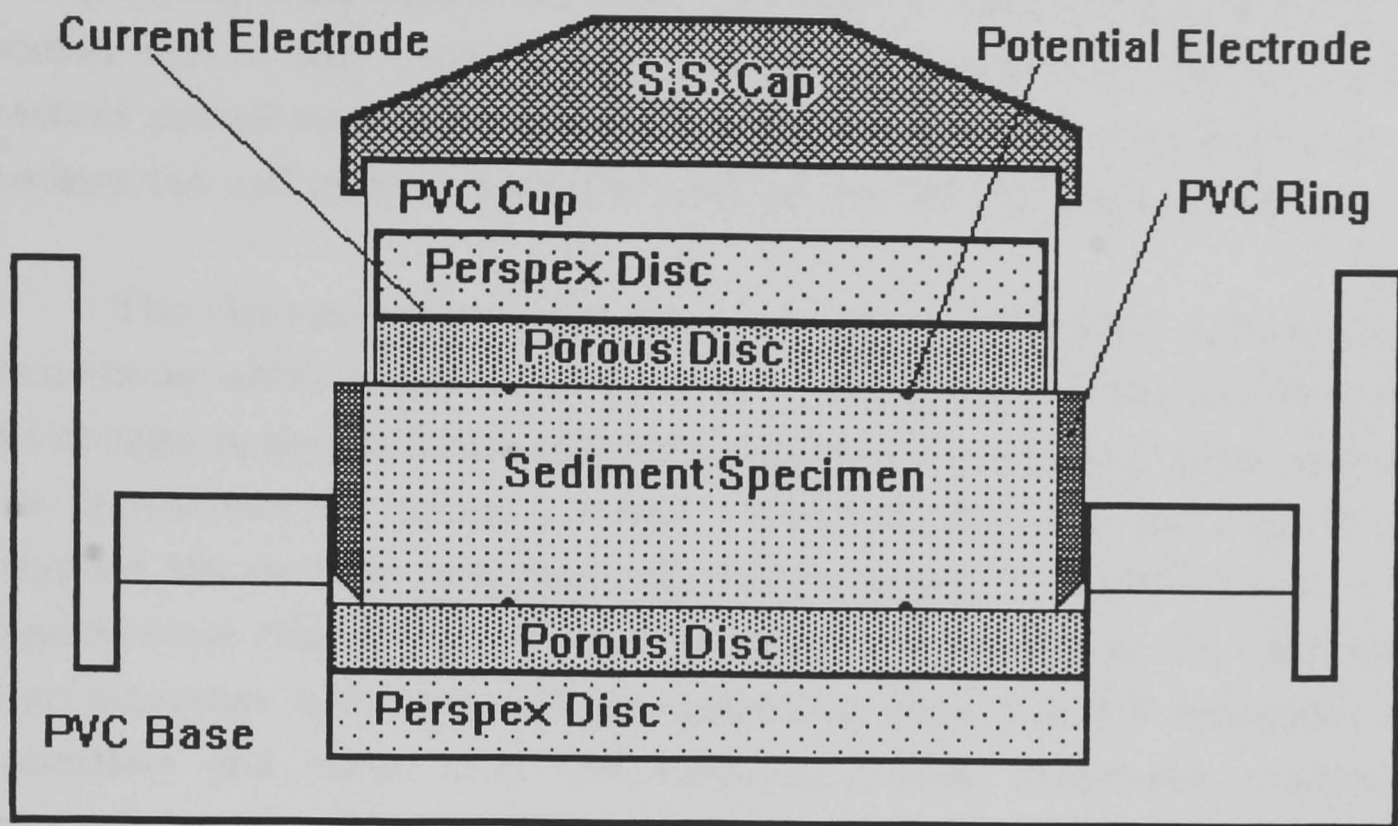 Current Electrode
Potential Electrode
S.S. Cap
PVC Cup
PVC Ring
Perspex Disc
Porous Disc
Sediment Specimen
Porous Disc
Perspex Disc
PVC Base